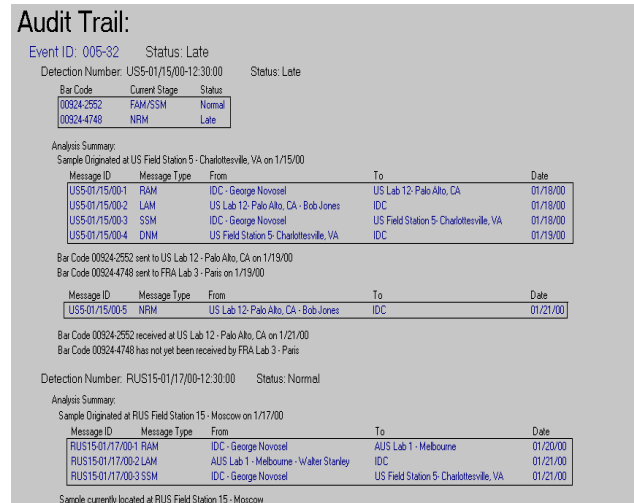 Audit Trail:
Event ID: 005-32 Status: Late
Detection Number: US5-01/15/00-12:30:00 Status: Late
Bar Code Current Stage Status
00924-2552 FAM/SSM Normal
00924-4748 NRM Late
Analysis Summary:
Sample Originated at US Field Station 5 - Charlottesville, VA on 1/15/00
Message ID Message Type From To Date
US5-01/15/00-1 RAM IDC - George Novosel US Lab 12- Palo Alto, CA 01/18/00
US5-01/15/00-2 LAM US Lab 12- Palo Alto, CA - Bob Jones IDC 01/18/00
US5-01/15/00-3 SSM IDC - George Novosel US Field Station 5- Charlottesville, VA 01/18/00
US5-01/15/00-4 DNM US Field Station 5- Charlottesville, VA IDC 01/19/00
Bar Code 00924-2552 sent to US Lab 12 - Palo Alto, CA on 1/19/00
Bar Code 00924-4748 sent to FRA Lab 3 - Paris on 1/19/00
Message ID Message Type From To Date
US5-01/15/00-5 NRM US Lab 12- Palo Alto, CA - Bob Jones IDC 01/21/00
Bar Code 00924-2552 received at US Lab 12 - Palo Alto, CA on 1/21/00
Bar Code 00924-4748 has not yet been received by FRA Lab 3 - Paris
Detection Number: RUS15-01/17/00-12:30:00 Status: Normal
Analysis Summary:
Sample Originated at RUS Field Station 15 - Moscow on 1/17/00
Message ID Message Type From To Date
RUS15-01/17/00-1 RAM IDC - George Novosel AUS Lab 1 - Melbourne 01/20/00
RUS15-01/17/00-2 LAM AUS Lab 1 - Melbourne - Walter Stanley IDC 01/21/00
RUS15-01/17/00-3 SSM IDC - George Novosel US Field Station 5- Charlottesville, VA 01/21/00
Sample currently located at RUS Field Station 15 - Moscow